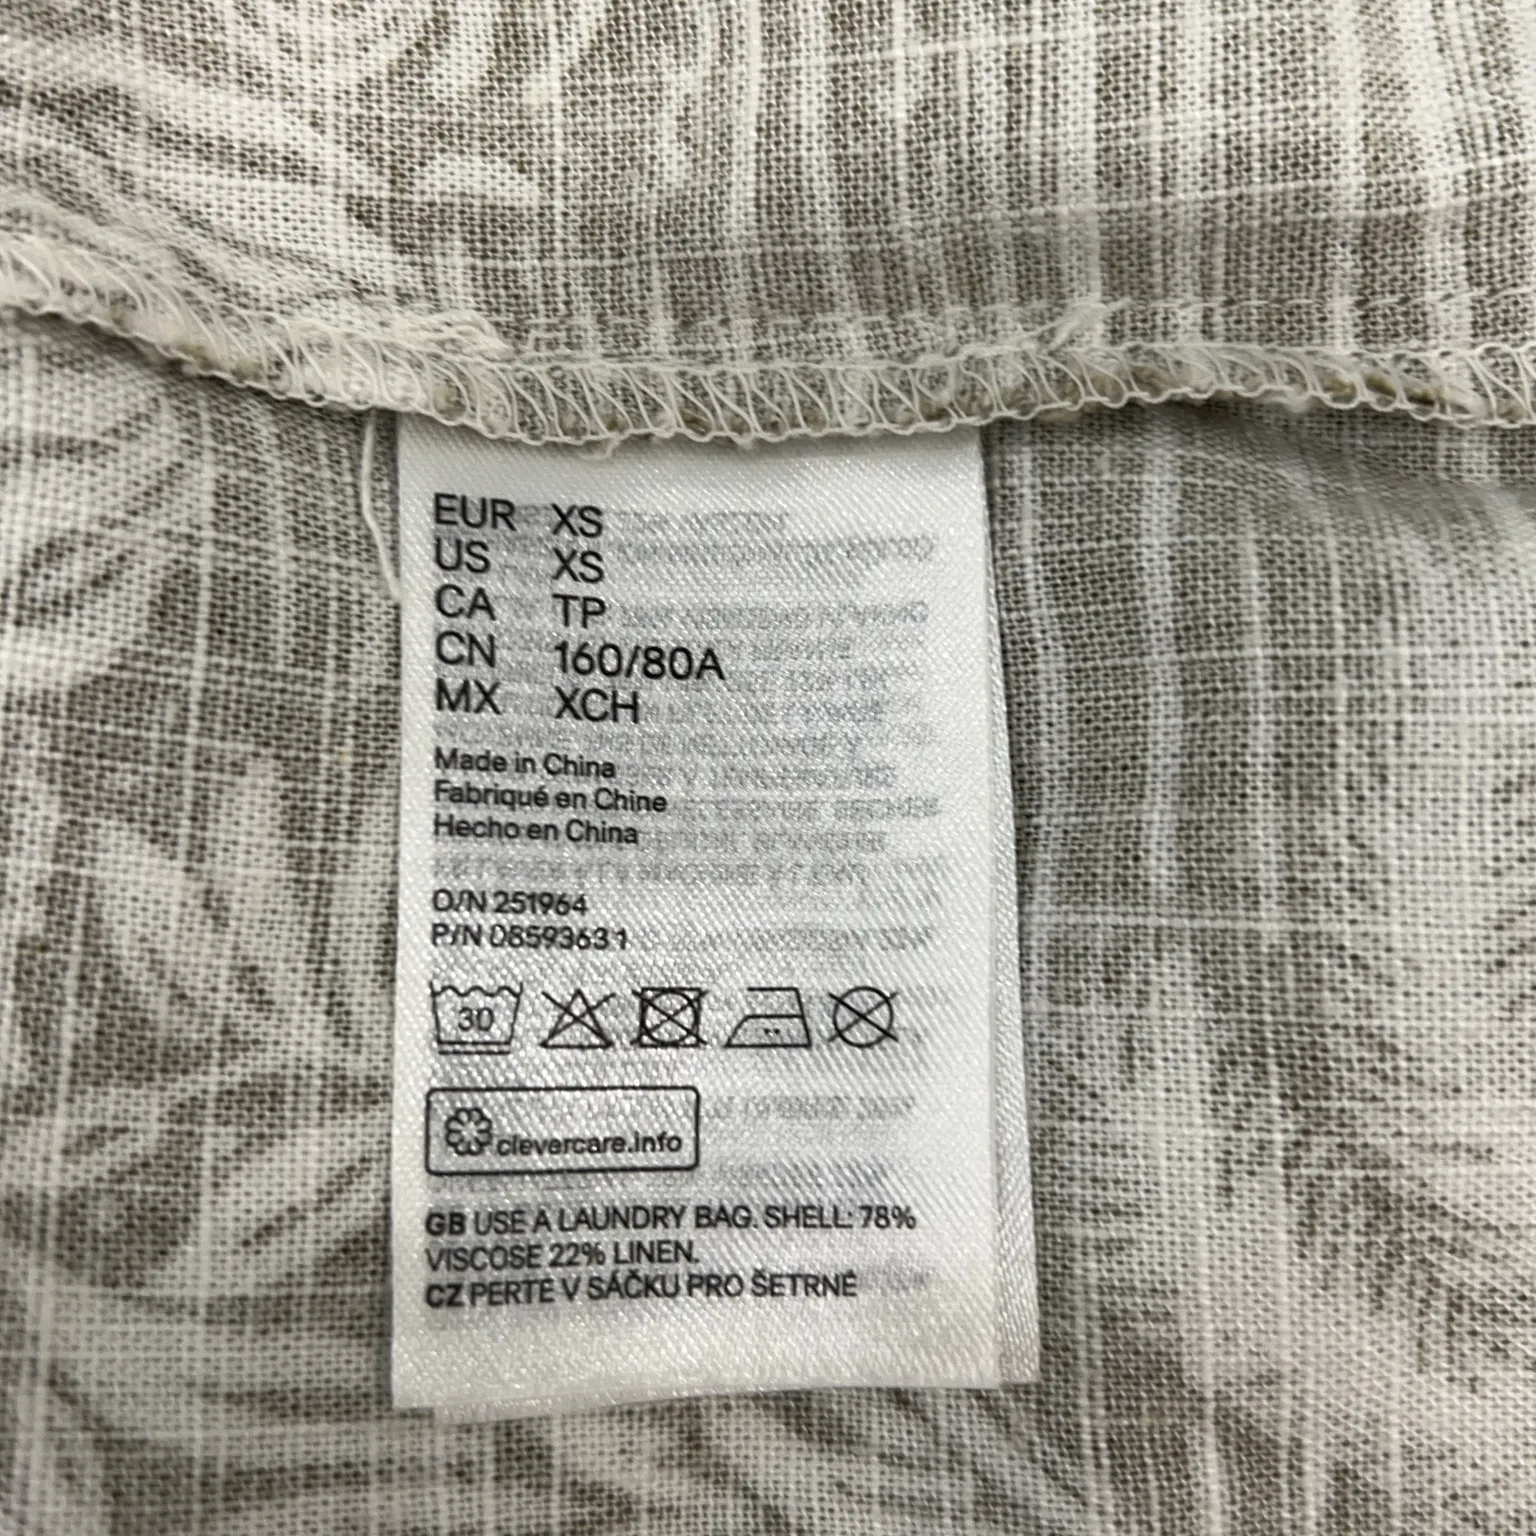 EUR XS
US XS
CA TP
CN 160/80A
MX XCH
Made in China
Fabriqué en Chine
Hecho en China
O/N 251964
P/N 08593631
30
clevercare.info
GB USE A LAUNDRY BAG. SHELL: 78%
VISCOSE 22% LINEN.
CZ PERTE V SÁČKU PRO ŠETRNÉ